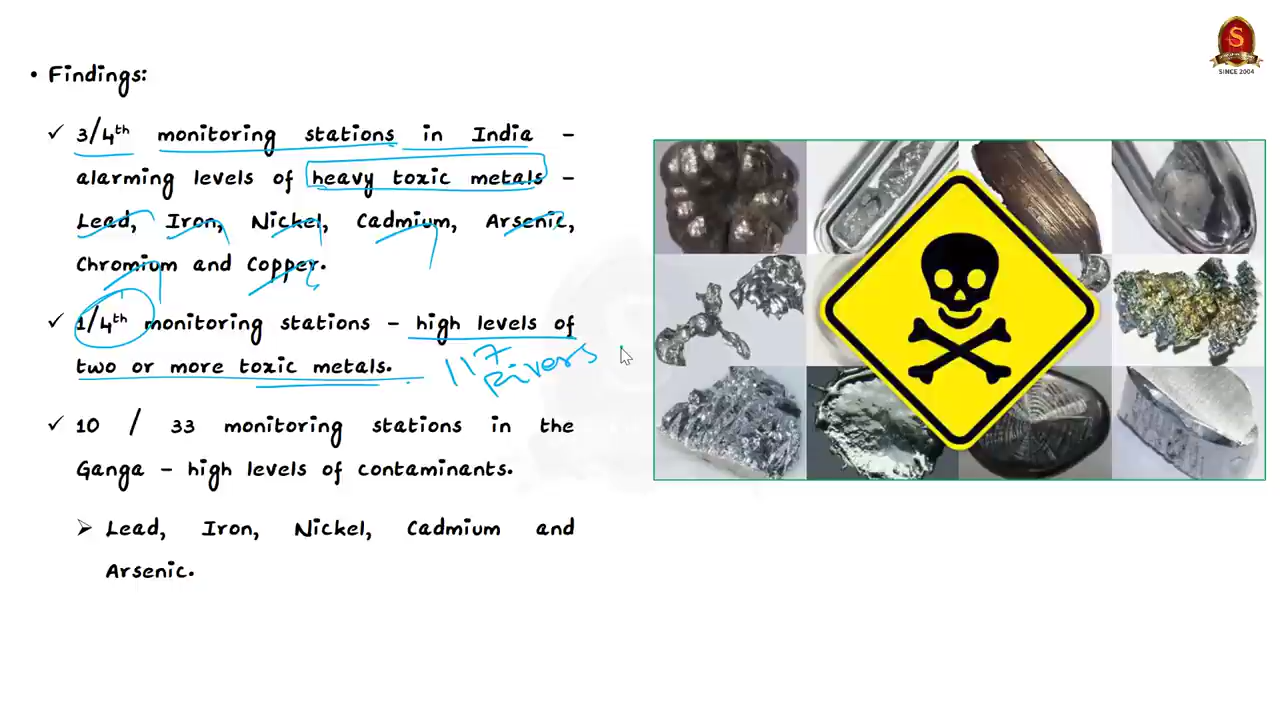 • Findings:
✓ 3/4th monitoring stations in India –
alarming levels of heavy toxic metals –
Lead, Iron, Nickel, Cadmium, Arsenic,
Chromium and Copper.
✓ 1/4th monitoring stations – high levels of
two or more toxic metals.
117
Rivers
✓ 10 / 33 monitoring stations in the
Ganga – high levels of contaminants.
➢ Lead, Iron, Nickel, Cadmium and
Arsenic.
S
SINCE 2004